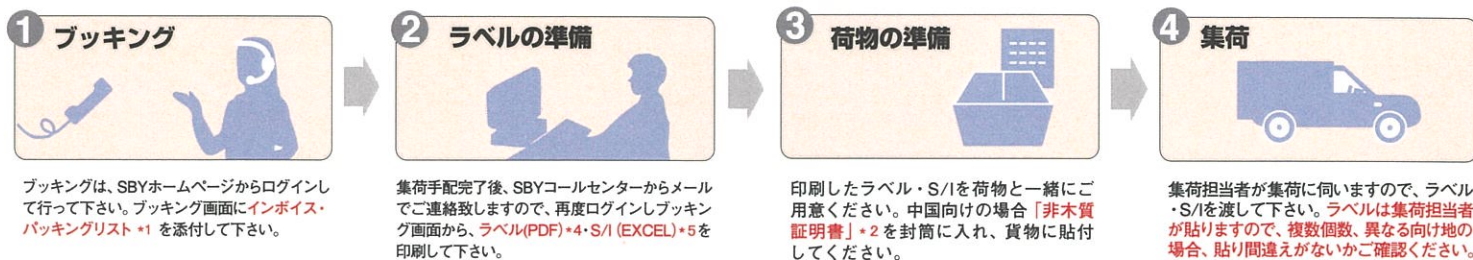 1 ブッキング
ブッキングは、SBYホームページからログインし
て行って下さい。ブッキング画面にインボイス・
パッキングリスト *1 を添付して下さい。
2 ラベルの準備
集荷手配完了後、SBYコールセンターからメール
でご連絡致しますので、再度ログインしブッキン
グ画面から、ラベル(PDF)*4・S/I (EXCEL)*5を
印刷して下さい。
3 荷物の準備
印刷したラベル・S/Iを荷物と一緒にご
用意ください。中国向けの場合「非木質
証明書」*2を封筒に入れ、貨物に貼付
してください。
4 集荷
集荷担当者が集荷に伺いますので、ラベル
・S/Iを渡して下さい。ラベルは集荷担当者
が貼りますので、複数個数、異なる向け地の
場合、貼り間違えがないかご確認ください。